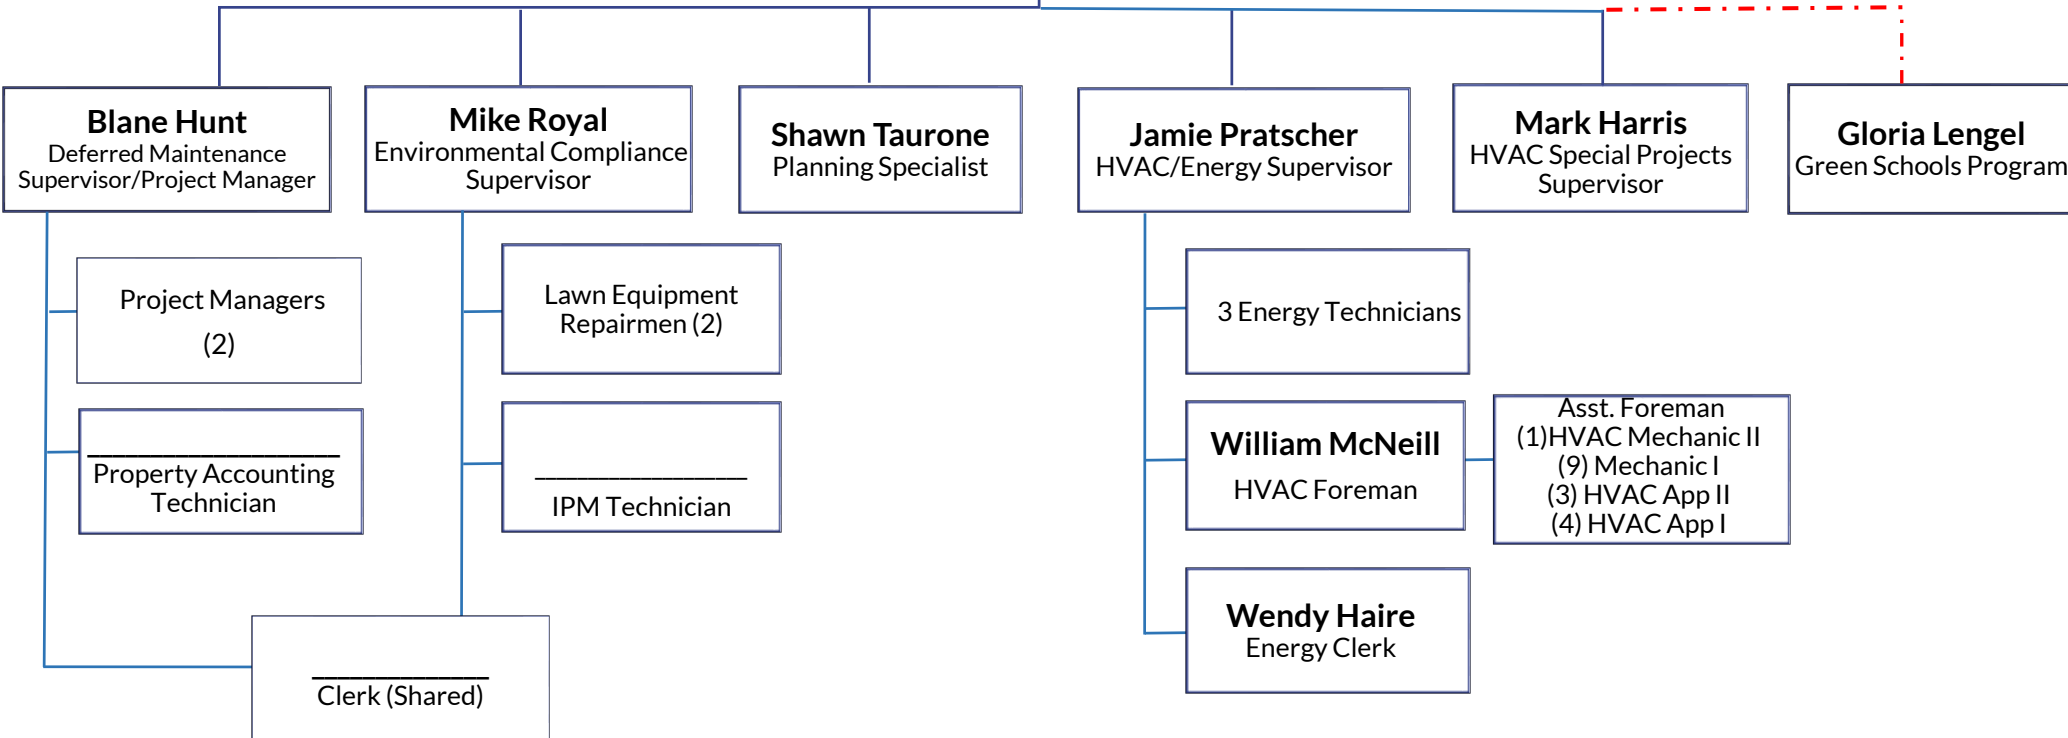 Blane Hunt
Deferred Maintenance
Supervisor/Project Manager
Mike Royal
Environmental Compliance
Supervisor
Shawn Taurone
Planning Specialist
Jamie Pratscher
HVAC/Energy Supervisor
Mark Harris
HVAC Special Projects
Supervisor
Gloria Lengel
Green Schools Program
Project Managers
(2)
____________________
Property Accounting
Technician
Lawn Equipment
Repairmen (2)
_________________
IPM Technician
______________
Clerk (Shared)
3 Energy Technicians
William McNeill
HVAC Foreman
Asst. Foreman
(1)HVAC Mechanic II
(9) Mechanic I
(3) HVAC App II
(4) HVAC App I
Wendy Haire
Energy Clerk